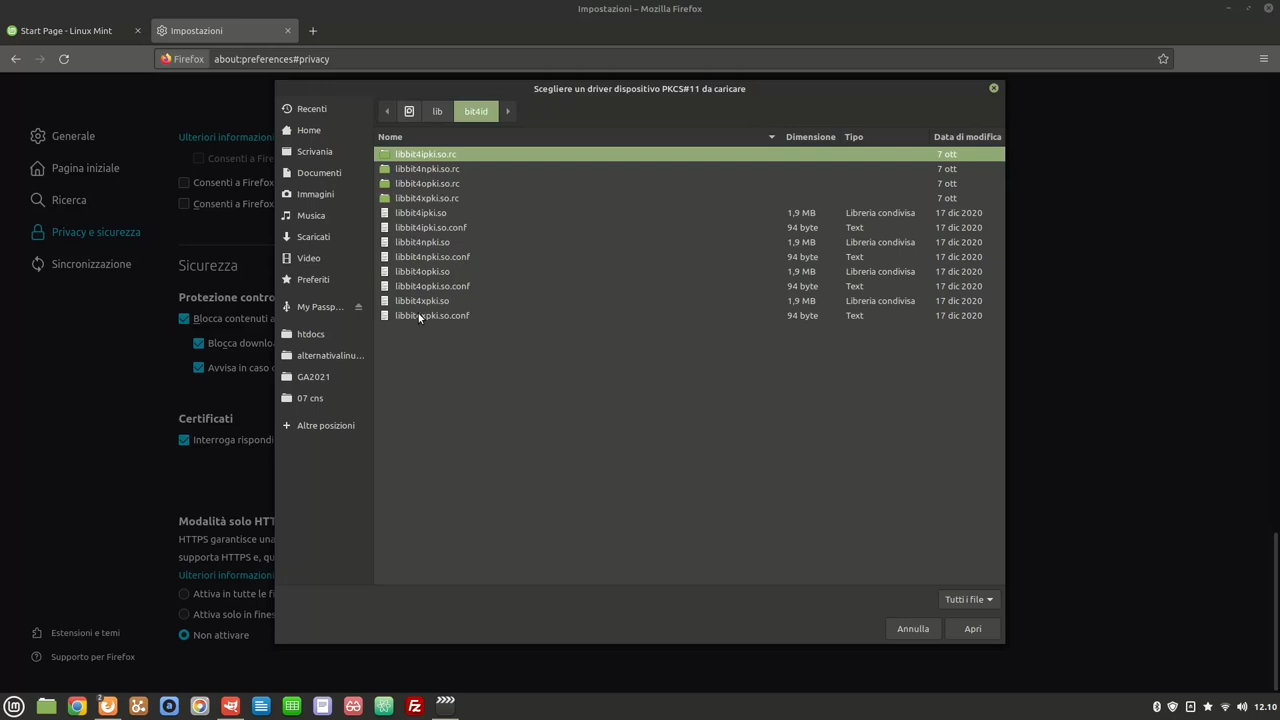 Impostazioni – Mozilla Firefox
Start Page - Linux Mint
Impostazioni
Firefox
about:preferences#privacy
Scegliere un driver dispositivo PKCS#11 da caricare
Generale
Pagina iniziale
Ricerca
Privacy e sicurezza
Sincronizzazione
Estensioni e temi
Supporto per Firefox
Ulteriori informazioni
Consenti a Fire
Consenti a Firefox
Consenti a Firefox
Sicurezza
Protezione contro
Blocca contenuti a
Blocca downlo
Avvisa in caso c
Certificati
Interroga rispondi
Modalità solo HTT
HTTPS garantisce una
supporta HTTPS e, qu
Ulteriori informazioni
Attiva in tutte le fi
Attiva solo in fines
Non attivare
Recenti
Home
Scrivania
Documenti
Immagini
Musica
Scaricati
Video
Preferiti
My Passp...
htdocs
alternativalinu...
GA2021
07 cns
Altre posizioni
lib
bit4id
Nome Dimensione Tipo Data di modifica
libbit4ipki.so.rc 7 ott
libbit4npki.so.rc 7 ott
libbit4opki.so.rc 7 ott
libbit4xpki.so.rc 7 ott
libbit4ipki.so 1,9 MB Libreria condivisa 17 dic 2020
libbit4ipki.so.conf 94 byte Text 17 dic 2020
libbit4npki.so 1,9 MB Libreria condivisa 17 dic 2020
libbit4npki.so.conf 94 byte Text 17 dic 2020
libbit4opki.so 1,9 MB Libreria condivisa 17 dic 2020
libbit4opki.so.conf 94 byte Text 17 dic 2020
libbit4xpki.so 1,9 MB Libreria condivisa 17 dic 2020
libbit4xpki.so.conf 94 byte Text 17 dic 2020
Tutti i file
Annulla
Apri
2
12.10